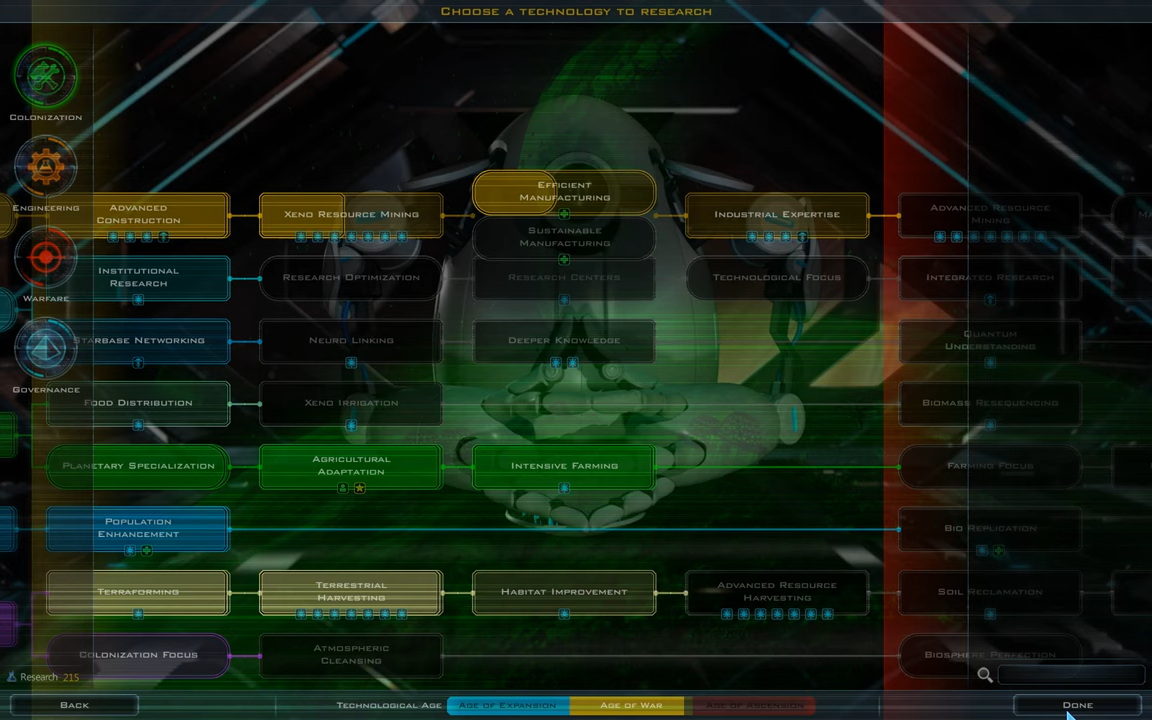 Choose a technology to research
Colonization
Engineering
Warfare
Governance
Advanced
Construction
Xeno Resource Mining
Efficient
Manufacturing
Sustainable
Manufacturing
Industrial Expertise
Advanced Resource
Mining
Institutional
Research
Research Optimization
Research Centers
Technological Focus
Integrated Research
Starbase Networking
Neuro Linking
Deeper Knowledge
Quantum
Understanding
Food Distribution
Xeno Irrigation
Biomass Resequencing
Planetary Specialization
Agricultural
Adaptation
Intensive Farming
Farming Focus
Population
Enhancement
Bio Replication
Terraforming
Terrestrial
Harvesting
Habitat Improvement
Advanced Resource
Harvesting
Soil Reclamation
Colonization Focus
Atmospheric
Cleansing
Biosphere Perfection
Research 215
Back
Technological Age
Age of Expansion
Age of War
Age of Ascension
Done